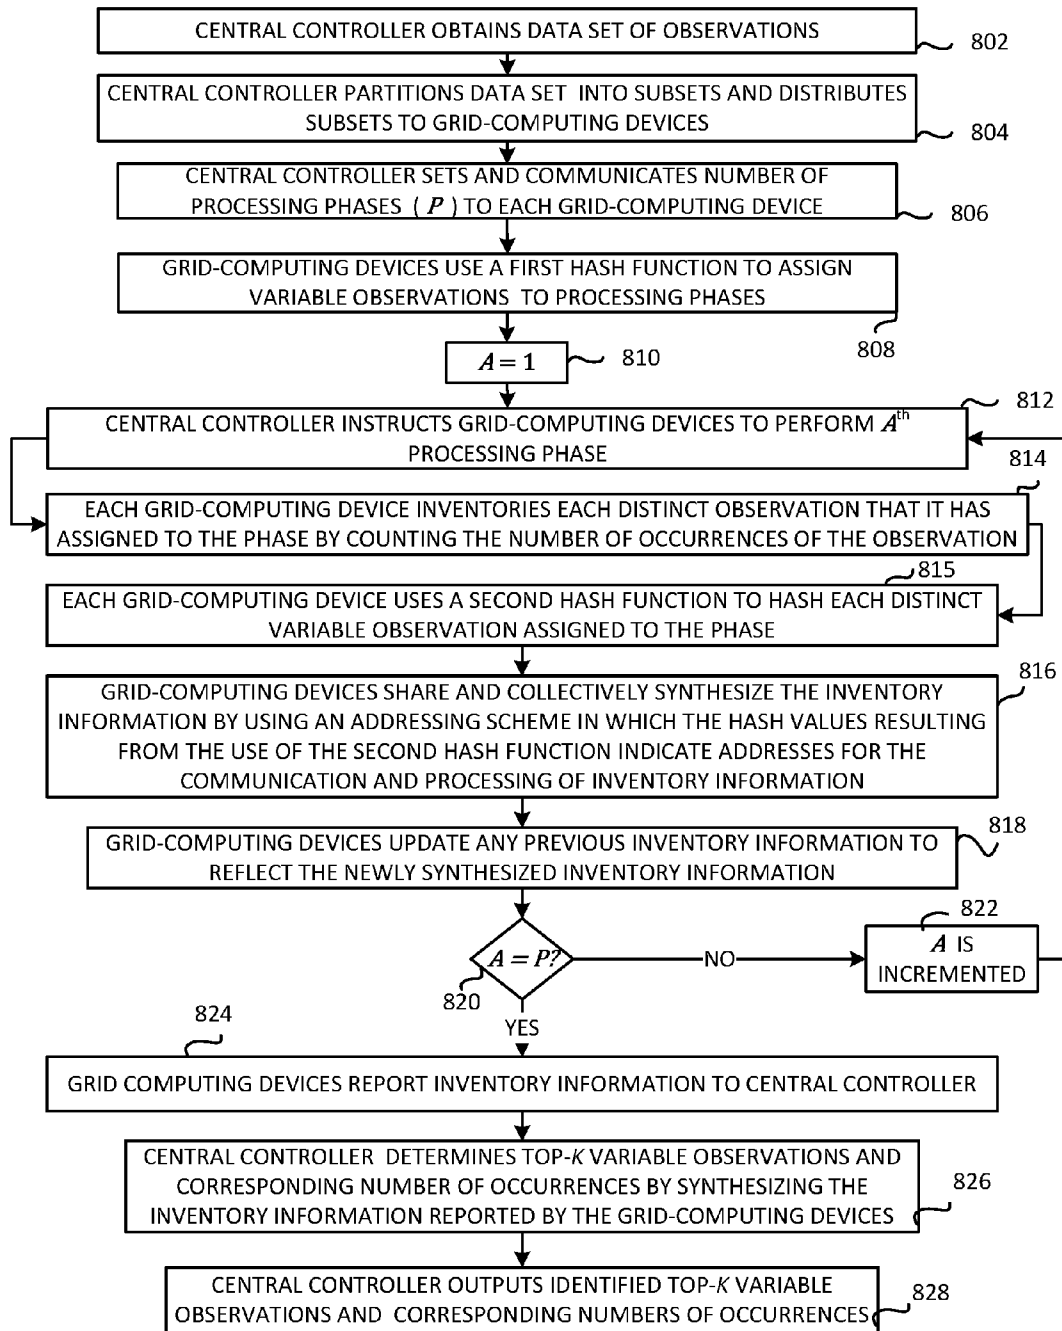 CENTRAL CONTROLLER OBTAINS DATA SET OF OBSERVATIONS
802
CENTRAL CONTROLLER PARTITIONS DATA SET INTO SUBSETS AND DISTRIBUTES
SUBSETS TO GRID-COMPUTING DEVICES
804
CENTRAL CONTROLLER SETS AND COMMUNICATES NUMBER OF
PROCESSING PHASES ( P ) TO EACH GRID-COMPUTING DEVICE
806
GRID-COMPUTING DEVICES USE A FIRST HASH FUNCTION TO ASSIGN
VARIABLE OBSERVATIONS TO PROCESSING PHASES
808
A = 1
810
CENTRAL CONTROLLER INSTRUCTS GRID-COMPUTING DEVICES TO PERFORM Ath
PROCESSING PHASE
812
EACH GRID-COMPUTING DEVICE INVENTORIES EACH DISTINCT OBSERVATION THAT IT HAS
ASSIGNED TO THE PHASE BY COUNTING THE NUMBER OF OCCURRENCES OF THE OBSERVATION
814
815
EACH GRID-COMPUTING DEVICE USES A SECOND HASH FUNCTION TO HASH EACH DISTINCT
VARIABLE OBSERVATION ASSIGNED TO THE PHASE
GRID-COMPUTING DEVICES SHARE AND COLLECTIVELY SYNTHESIZE THE INVENTORY
INFORMATION BY USING AN ADDRESSING SCHEME IN WHICH THE HASH VALUES RESULTING
FROM THE USE OF THE SECOND HASH FUNCTION INDICATE ADDRESSES FOR THE
COMMUNICATION AND PROCESSING OF INVENTORY INFORMATION
816
GRID-COMPUTING DEVICES UPDATE ANY PREVIOUS INVENTORY INFORMATION TO
REFLECT THE NEWLY SYNTHESIZED INVENTORY INFORMATION
818
A = P?
820
NO
822
A IS
INCREMENTED
YES
824
GRID COMPUTING DEVICES REPORT INVENTORY INFORMATION TO CENTRAL CONTROLLER
CENTRAL CONTROLLER DETERMINES TOP-K VARIABLE OBSERVATIONS AND
CORRESPONDING NUMBER OF OCCURRENCES BY SYNTHESIZING THE
INVENTORY INFORMATION REPORTED BY THE GRID-COMPUTING DEVICES
826
CENTRAL CONTROLLER OUTPUTS IDENTIFIED TOP-K VARIABLE
OBSERVATIONS AND CORRESPONDING NUMBERS OF OCCURRENCES
828